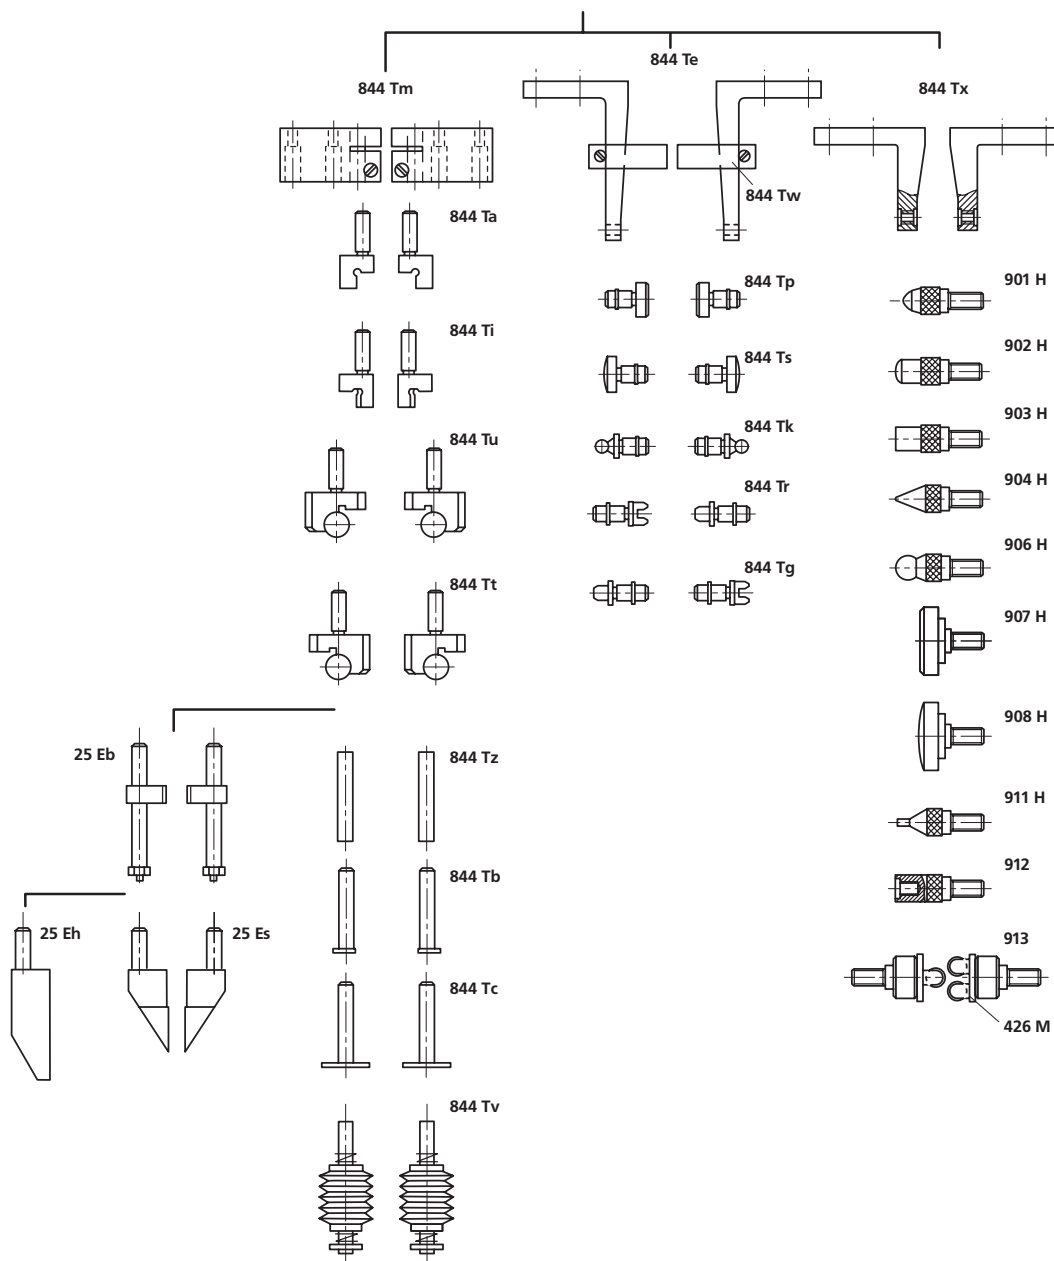 844 Te
844 Tm
844 Tx
844 Tw
844 Ta
844 Ti
844 Tu
844 Tt
844 Tp
844 Ts
844 Tk
844 Tr
844 Tg
901 H
902 H
903 H
904 H
906 H
907 H
908 H
911 H
912
913
426 M
25 Eb
25 Eh
25 Es
844 Tz
844 Tb
844 Tc
844 Tv